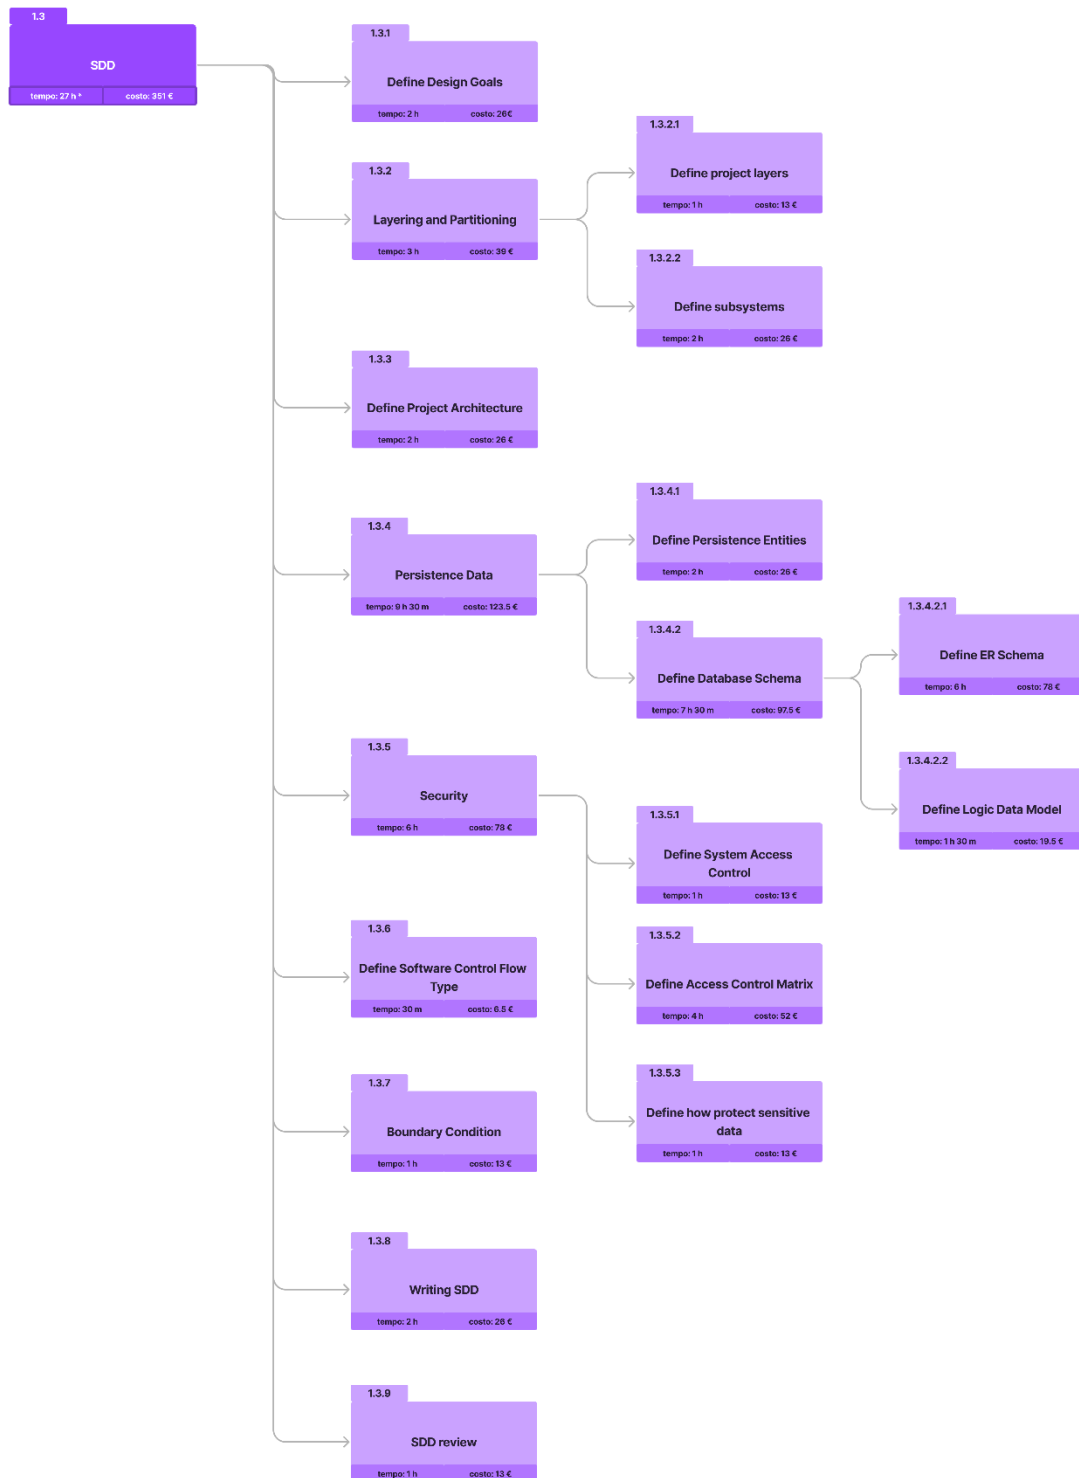 1.3
SDD
tempo: 27 h *
costo: 351 €
1.3.1
Define Design Goals
tempo: 2 h
costo: 26€
1.3.2
Layering and Partitioning
tempo: 3 h
costo: 39 €
1.3.2.1
Define project layers
tempo: 1 h
costo: 13 €
1.3.2.2
Define subsystems
tempo: 2 h
costo: 26 €
1.3.3
Define Project Architecture
tempo: 2 h
costo: 26 €
1.3.4
Persistence Data
tempo: 9 h 30 m
costo: 123.5 €
1.3.4.1
Define Persistence Entities
tempo: 2 h
costo: 26 €
1.3.4.2
Define Database Schema
tempo: 7 h 30 m
costo: 97.5 €
1.3.4.2.1
Define ER Schema
tempo: 6 h
costo: 78 €
1.3.4.2.2
Define Logic Data Model
tempo: 1 h 30 m
costo: 19.5 €
1.3.5
Security
tempo: 6 h
costo: 78 €
1.3.5.1
Define System Access
Control
tempo: 1 h
costo: 13 €
1.3.5.2
Define Access Control Matrix
tempo: 4 h
costo: 52 €
1.3.5.3
Define how protect sensitive
data
tempo: 1 h
costo: 13 €
1.3.6
Define Software Control Flow
Type
tempo: 30 m
costo: 6.5 €
1.3.7
Boundary Condition
tempo: 1 h
costo: 13 €
1.3.8
Writing SDD
tempo: 2 h
costo: 26 €
1.3.9
SDD review
tempo: 1 h
costo: 13 €